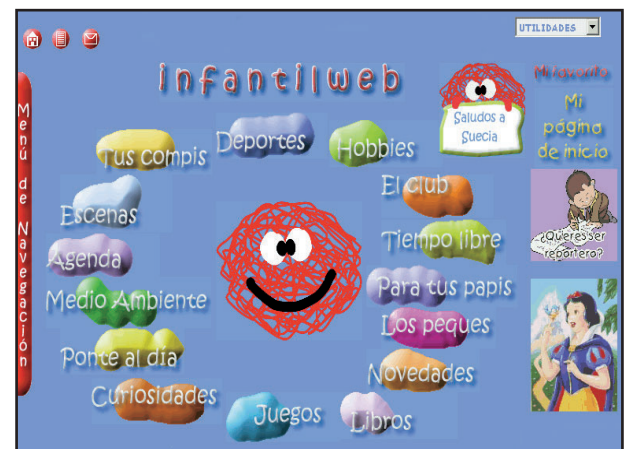 UTILIDADES
infantilweb
Mi favorito
Mi
página
de inicio
Saludos a
Suecia
Menú de Navegación
Tus compis
Deportes
Hobbies
Escenas
El club
Agenda
Tiempo libre
¿Quieres ser
reportero?
Medio Ambiente
Para tus papis
Los peques
Ponte al día
Novedades
Curiosidades
Juegos
Libros